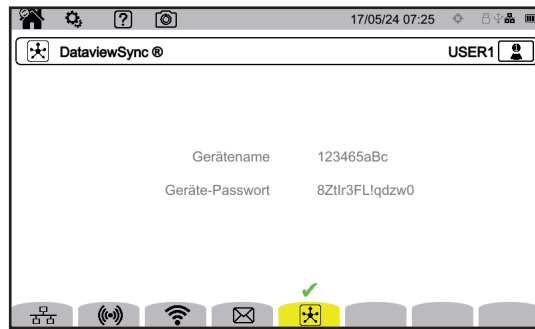 17/05/24 07:25
DataviewSync ®
USER1
Gerätename 123465aBc
Geräte-Passwort 8ZtIr3FL!qdzw0